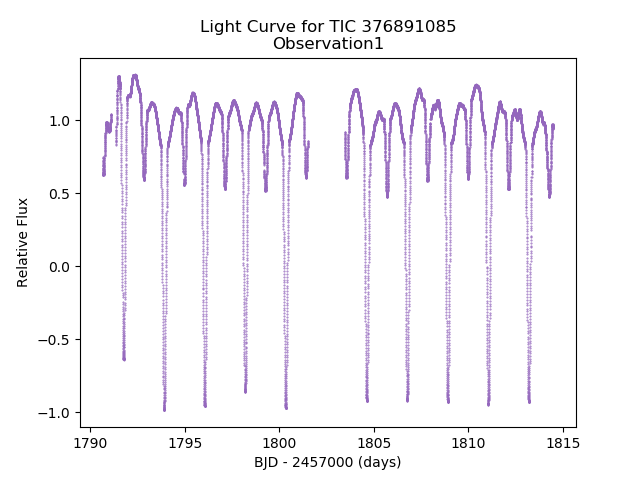 Light Curve for TIC 376891085
Observation1
Relative Flux
1.0
0.5
0.0
−0.5
−1.0
1790 1795 1800 1805 1810 1815
BJD - 2457000 (days)